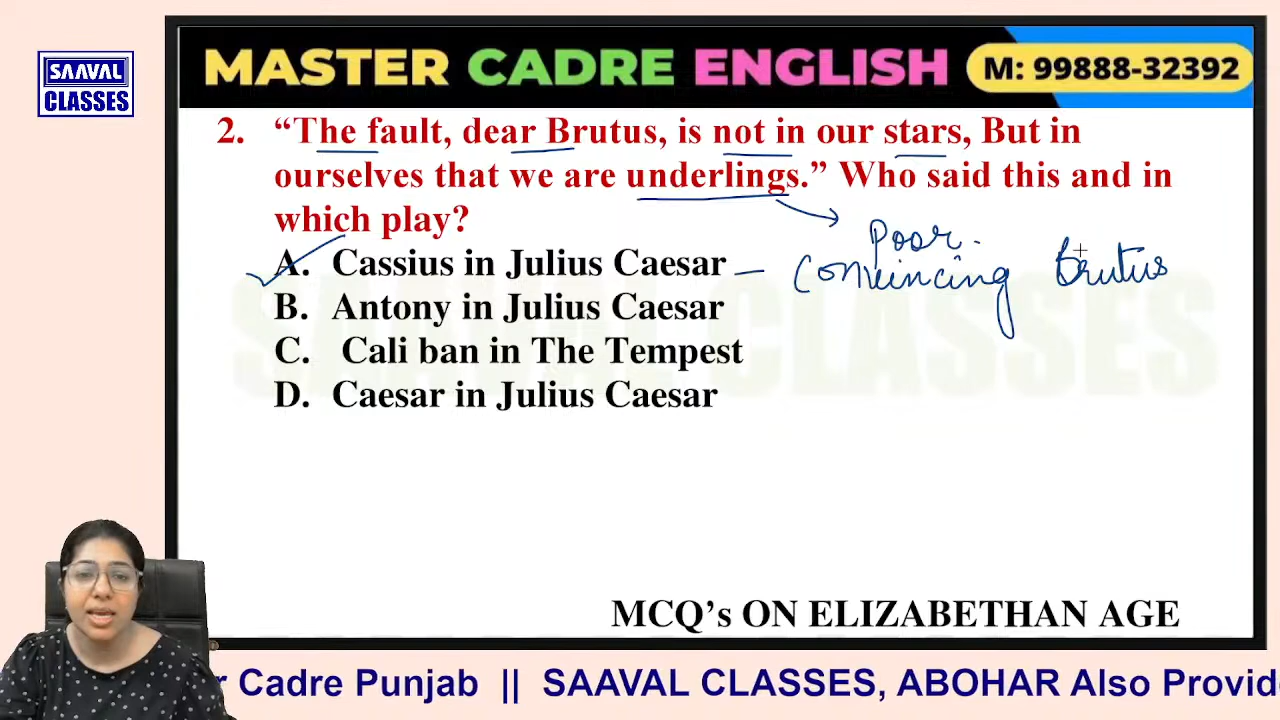 SAAVAL
CLASSES
MASTER CADRE ENGLISH
M: 99888-32392
2. “The fault, dear Brutus, is not in our stars, But in
ourselves that we are underlings.” Who said this and in
which play?
Poor.
A. Cassius in Julius Caesar – Convincing Brutus
B. Antony in Julius Caesar
C. Cali ban in The Tempest
D. Caesar in Julius Caesar
SAAVAL CLASSES
MCQ’s ON ELIZABETHAN AGE
r Cadre Punjab || SAAVAL CLASSES, ABOHAR Also Provid